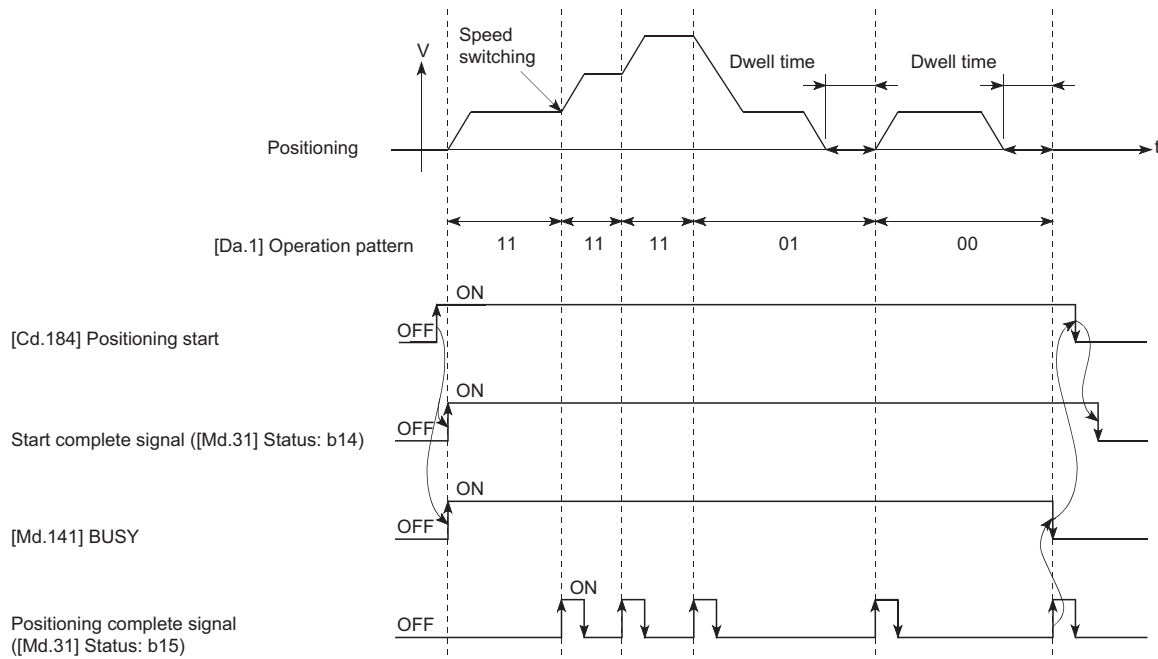 Speed
switching
V
Dwell time
Dwell time
Positioning
t
[Da.1] Operation pattern
11
11
11
01
00
ON
OFF
[Cd.184] Positioning start
ON
OFF
Start complete signal ([Md.31] Status: b14)
ON
OFF
[Md.141] BUSY
ON
OFF
Positioning complete signal
([Md.31] Status: b15)